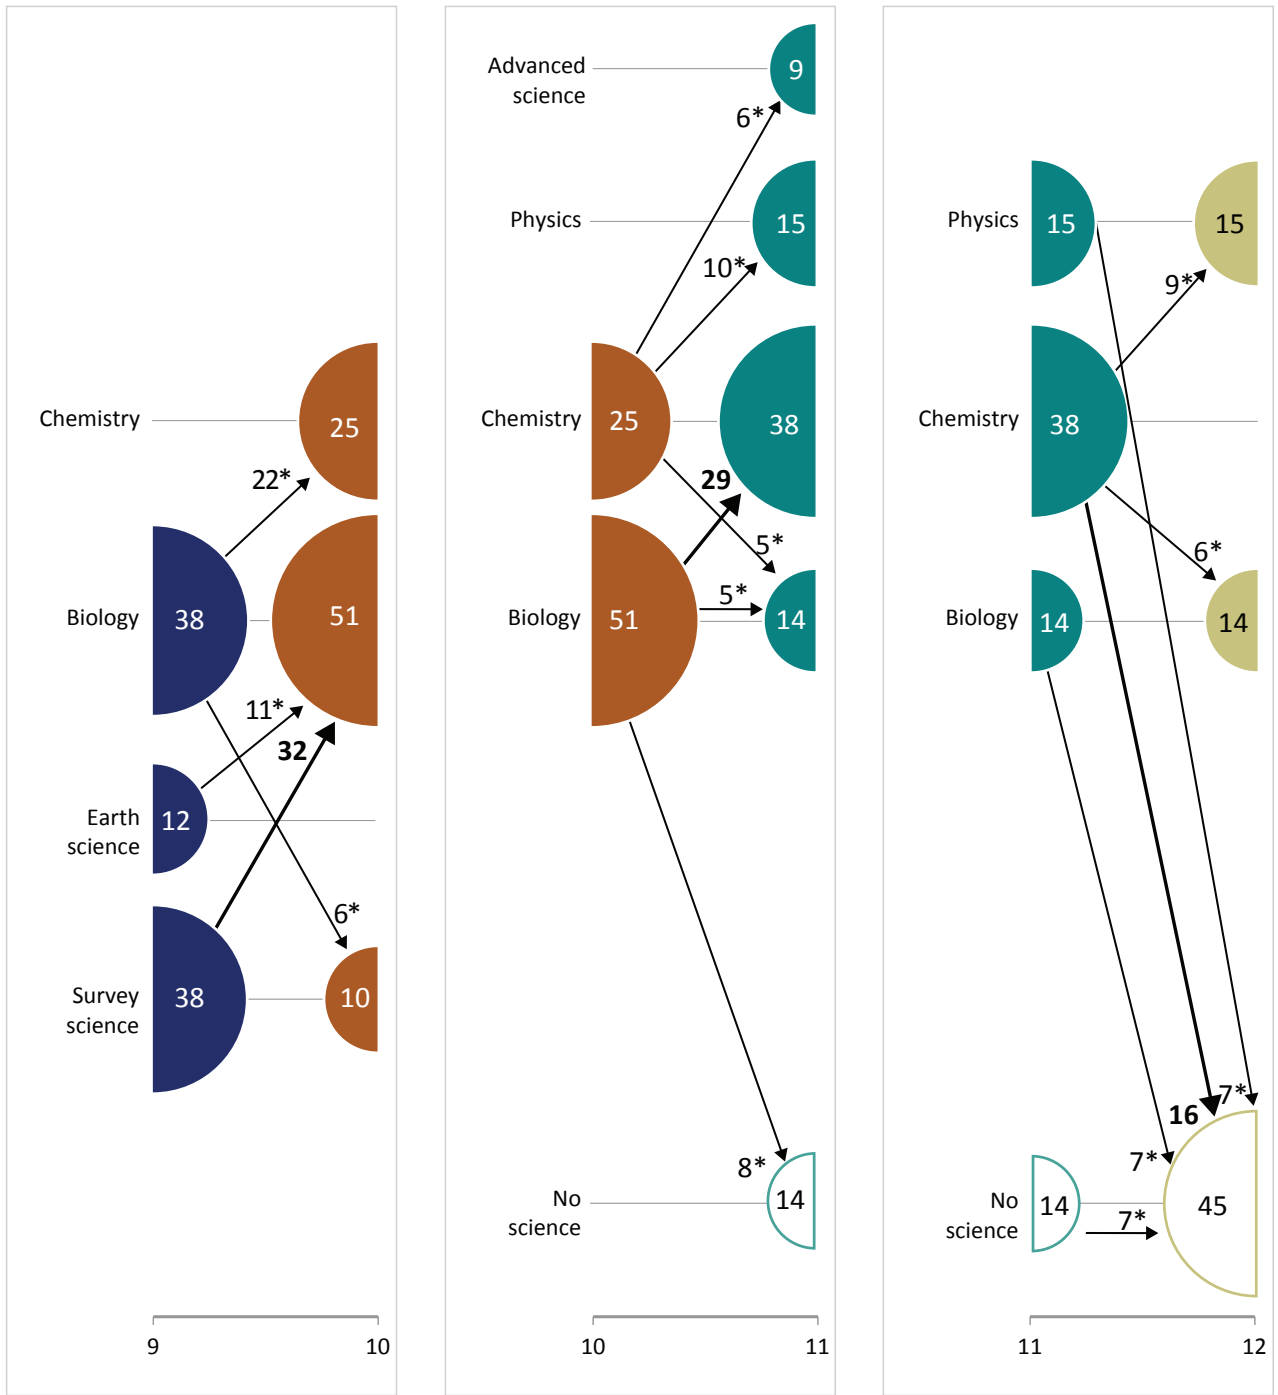 Chemistry
25
22*
Biology
38
51
11*
32
Earth
science
12
6*
Survey
science
38
10
9
10
Advanced
science
9
6*
Physics
15
10*
Chemistry
25
38
29
5*
Biology
51
5*
14
8*
No
science
14
10
11
Physics
15
15
9*
Chemistry
38
6*
Biology
14
14
7*
16
7*
No
science
14
7*
45
11
12